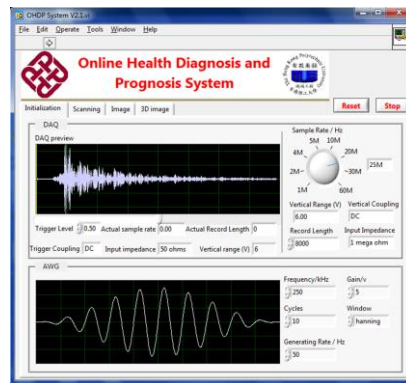 OHDP System V2.1.vi
File Edit Operate Tools Window Help
Online Health Diagnosis and
Prognosis System
Reset Stop
Initialization Scanning Image 3D image
DAQ
DAQ preview
Trigger Level 0.50 Actual sample rate 0.00 Actual Record Length 0
Trigger Coupling DC Input impedance 50 ohms Vertical range (V) 6
Sample Rate / Hz
5M 10M
4M 20M
2M 30M 25M
1M 60M
Vertical Range (V) Vertical Coupling
6.00 DC
Record Length Input Impedance
8000 1 mega ohm
AWG
Frequency/kHz Gain/v
250 5
Cycles Window
10 hanning
Generating Rate / Hz
50